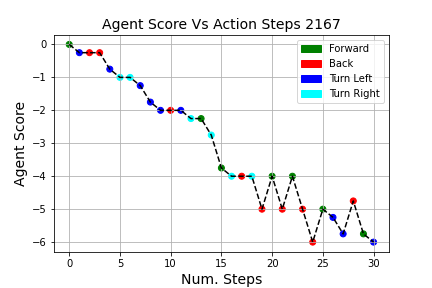 Agent Score Vs Action Steps 2167
Forward
Back
Turn Left
Turn Right
Agent Score
0
−1
−2
−3
−4
−5
−6
0 5 10 15 20 25 30
Num. Steps